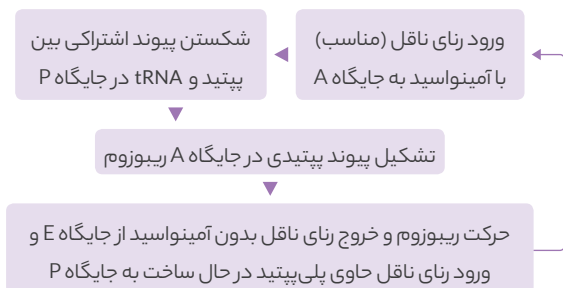 ورود رنای ناقل (مناسب)
با آمینواسید به جایگاه A
شکستن پیوند اشتراکی بین
پپتید و tRNA در جایگاه P
تشکیل پیوند پپتیدی در جایگاه A ریبوزوم
حرکت ریبوزوم و خروج رنای ناقل بدون آمینواسید از جایگاه E و
ورود رنای ناقل حاوی پلی‌پپتید در حال ساخت به جایگاه P